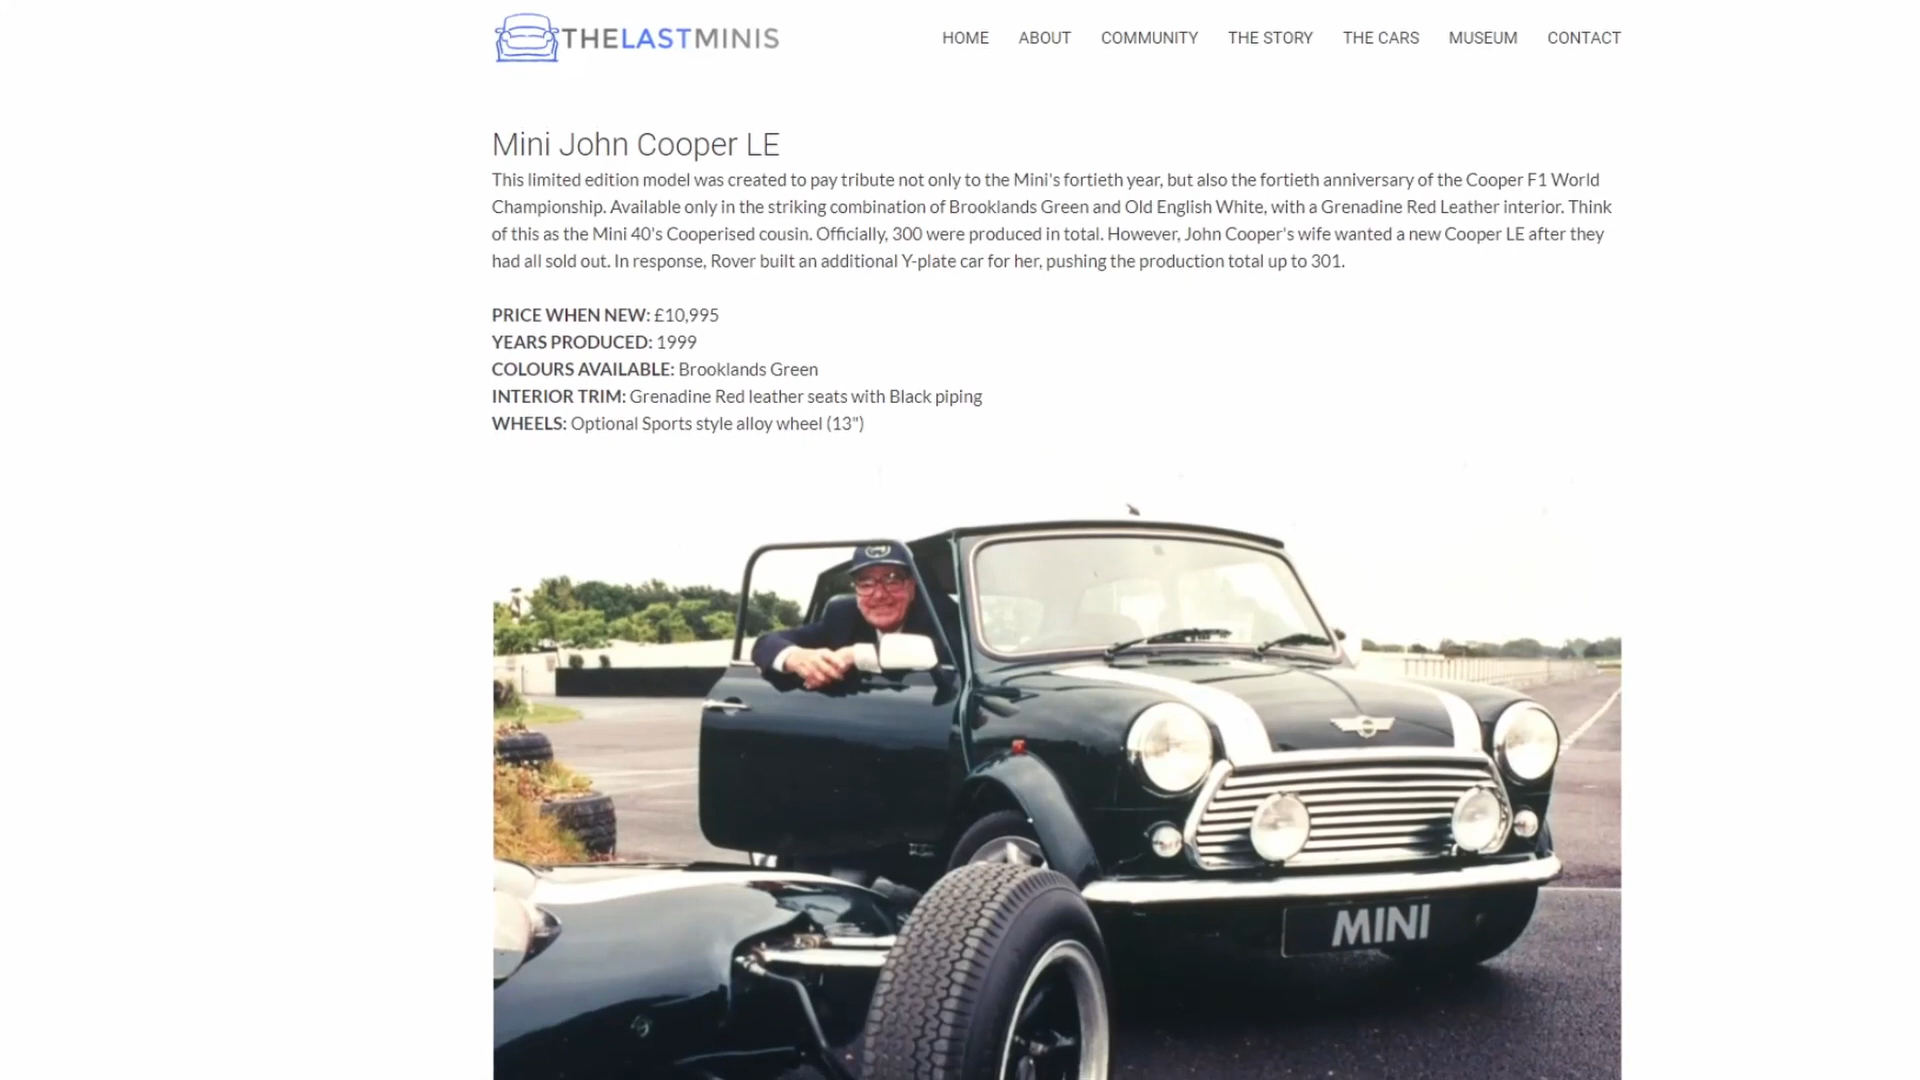 THELASTMINIS
HOME ABOUT COMMUNITY THE STORY THE CARS MUSEUM CONTACT
Mini John Cooper LE
This limited edition model was created to pay tribute not only to the Mini's fortieth year, but also the fortieth anniversary of the Cooper F1 World
Championship. Available only in the striking combination of Brooklands Green and Old English White, with a Grenadine Red Leather interior. Think
of this as the Mini 40's Cooperised cousin. Officially, 300 were produced in total. However, John Cooper's wife wanted a new Cooper LE after they
had all sold out. In response, Rover built an additional Y-plate car for her, pushing the production total up to 301.
PRICE WHEN NEW: £10,995
YEARS PRODUCED: 1999
COLOURS AVAILABLE: Brooklands Green
INTERIOR TRIM: Grenadine Red leather seats with Black piping
WHEELS: Optional Sports style alloy wheel (13")
MINI